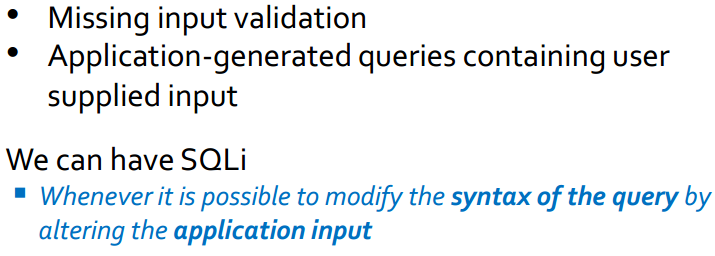 • Missing input validation
• Application-generated queries containing user
supplied input
We can have SQLi
▪ Whenever it is possible to modify the syntax of the query by
altering the application input